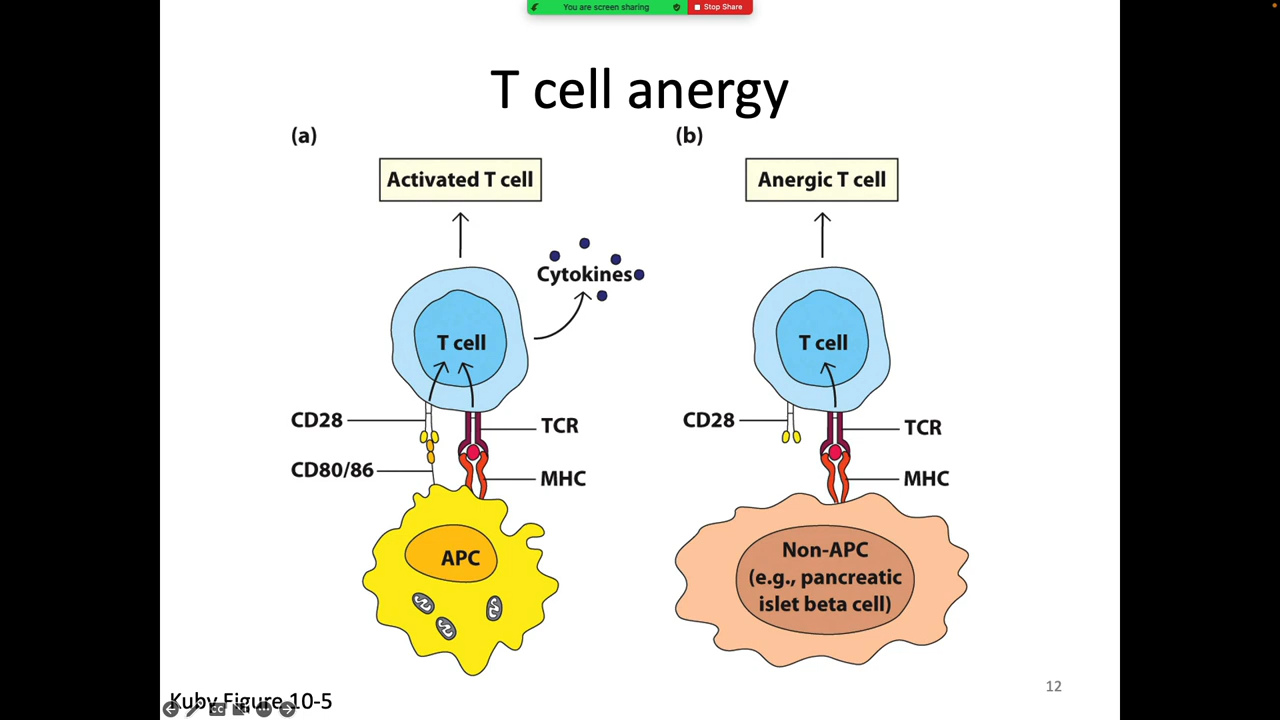 You are screen sharing
Stop Share
T cell anergy
(a)
Activated T cell
Cytokines
T cell
CD28
TCR
CD80/86
MHC
APC
(b)
Anergic T cell
T cell
CD28
TCR
MHC
Non-APC
(e.g., pancreatic
islet beta cell)
Kuby Figure 10-5
12